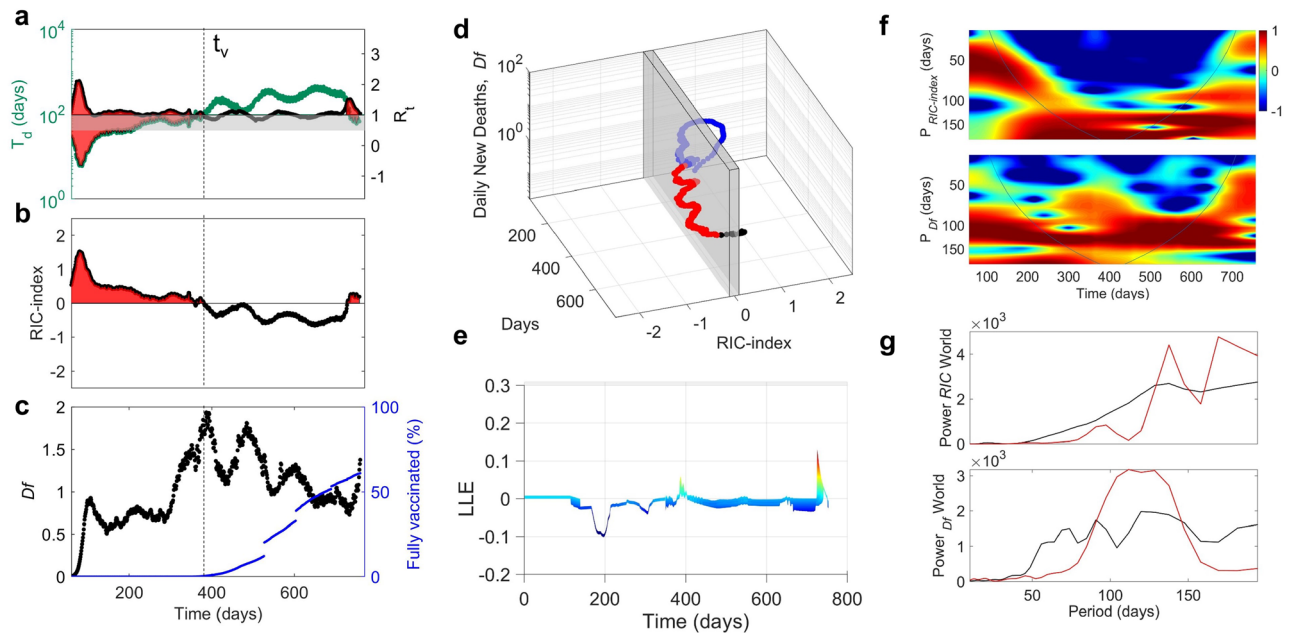 a
T_d (days)
10^4
10^2
10^0
t_v
3
2
1
0
-1
R_t
b
RIC-index
2
1
0
-1
-2
c
Df
2
1.5
1
0.5
0
100
50
0
Fully vaccinated (%)
200 400 600
Time (days)
d
Daily New Deaths, Df
10^2
10^0
200
400
600
Days
-2 -1 0 1 2
RIC-index
e
LLE
0.3
0.2
0.1
0
-0.1
-0.2
0 200 400 600 800
Time (days)
f
P RIC-index (days)
50
100
150
1
0
-1
P Df (days)
50
100
150
100 200 300 400 500 600 700
Time (days)
g
×10^3
Power RIC World
4
2
0
×10^3
Power Df World
3
2
1
0
50 100 150
Period (days)